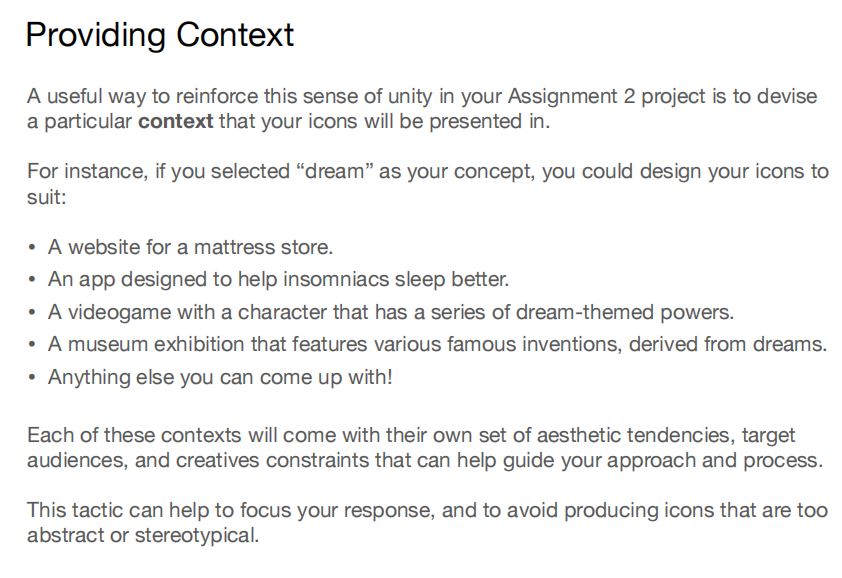 Providing Context
A useful way to reinforce this sense of unity in your Assignment 2 project is to devise
a particular context that your icons will be presented in.
For instance, if you selected “dream” as your concept, you could design your icons to
suit:
• A website for a mattress store.
• An app designed to help insomniacs sleep better.
• A videogame with a character that has a series of dream-themed powers.
• A museum exhibition that features various famous inventions, derived from dreams.
• Anything else you can come up with!
Each of these contexts will come with their own set of aesthetic tendencies, target
audiences, and creatives constraints that can help guide your approach and process.
This tactic can help to focus your response, and to avoid producing icons that are too
abstract or stereotypical.